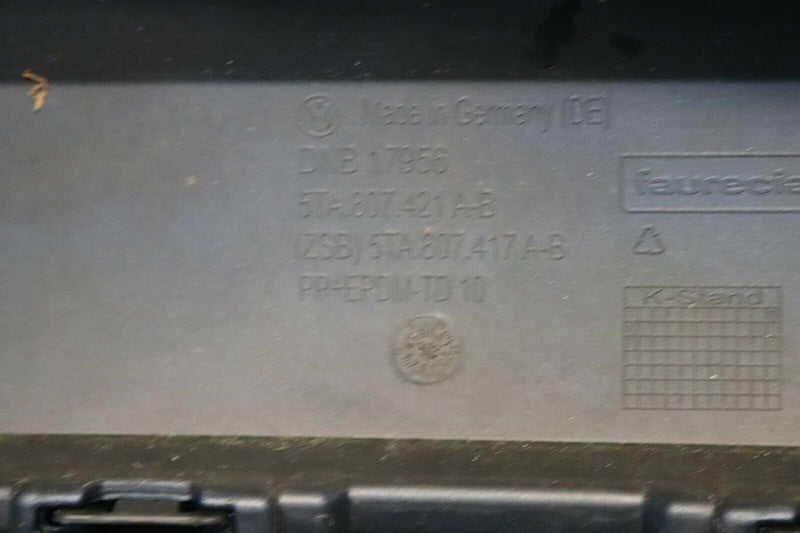 Made in Germany (DE)
DNB 17956
5TA.807.421 A-B
(ZSB) 5TA.807.417.A-B
PP+EPDM-TD 10
faurecia
K-Stand